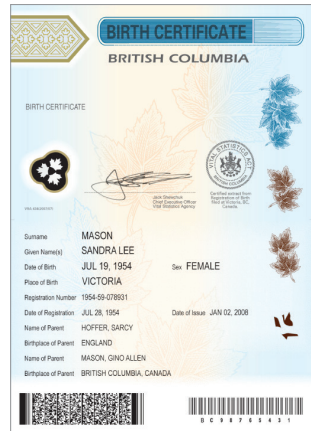 BIRTH CERTIFICATE
BRITISH COLUMBIA
BIRTH CERTIFICATE
VITAL STATISTICS ACT
Jack Shewchuk
Chief Executive Officer
Vital Statistics Agency
Certified extract from
Registration of Birth
filed at Victoria, BC,
Canada.
Surname MASON
Given Name(s) SANDRA LEE
Date of Birth JUL 19, 1954 Sex FEMALE
Place of Birth VICTORIA
Registration Number 1954-59-078931
Date of Registration JUL 28, 1954 Date of Issue JAN 02, 2008
Name of Parent HOFFER, SARCY
Birthplace of Parent ENGLAND
Name of Parent MASON, GINO ALLEN
Birthplace of Parent BRITISH COLUMBIA, CANADA
BC98765431